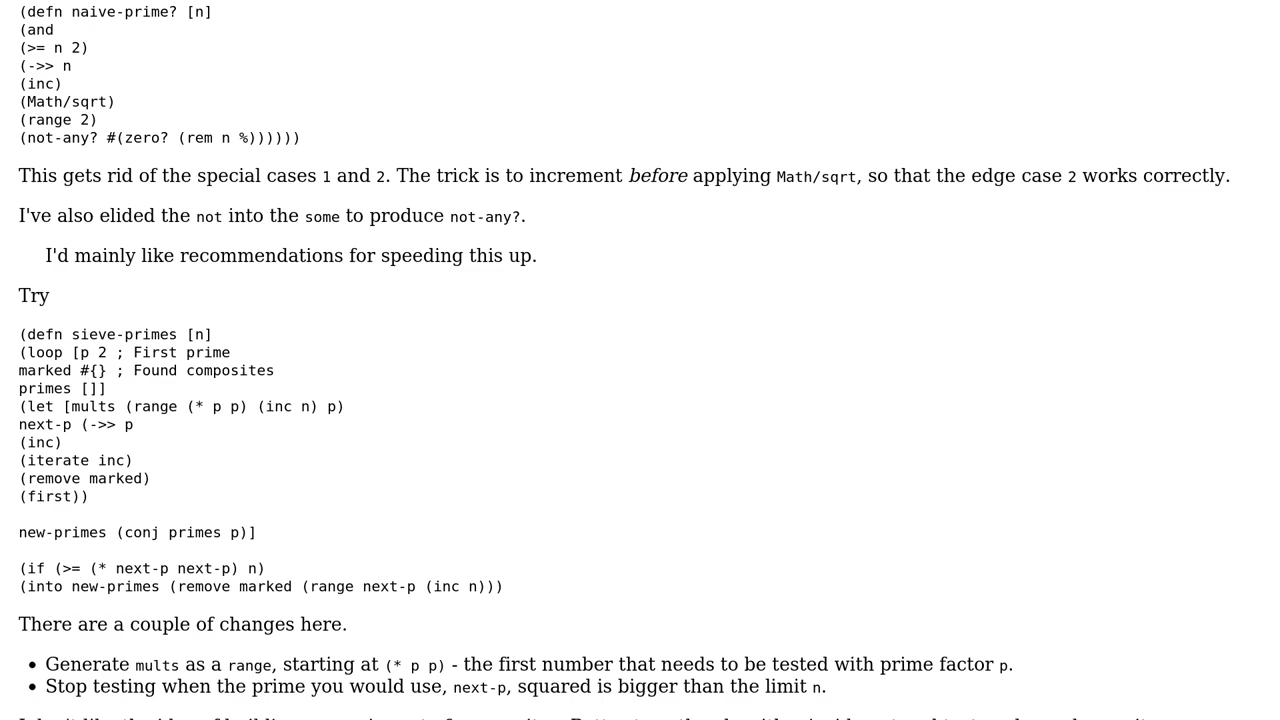 (defn naive-prime? [n]
(and
(>= n 2)
(->> n
(inc)
(Math/sqrt)
(range 2)
(not-any? #(zero? (rem n %))))))
This gets rid of the special cases 1 and 2. The trick is to increment before applying Math/sqrt, so that the edge case 2 works correctly.
I've also elided the not into the some to produce not-any?.
I'd mainly like recommendations for speeding this up.
Try
(defn sieve-primes [n]
(loop [p 2 ; First prime
marked #{} ; Found composites
primes []]
(let [mults (range (* p p) (inc n) p)
next-p (->> p
(inc)
(iterate inc)
(remove marked)
(first))
new-primes (conj primes p)]
(if (>= (* next-p next-p) n)
(into new-primes (remove marked (range next-p (inc n)))
There are a couple of changes here.
• Generate mults as a range, starting at (* p p) - the first number that needs to be tested with prime factor p.
• Stop testing when the prime you would use, next-p, squared is bigger than the limit n.